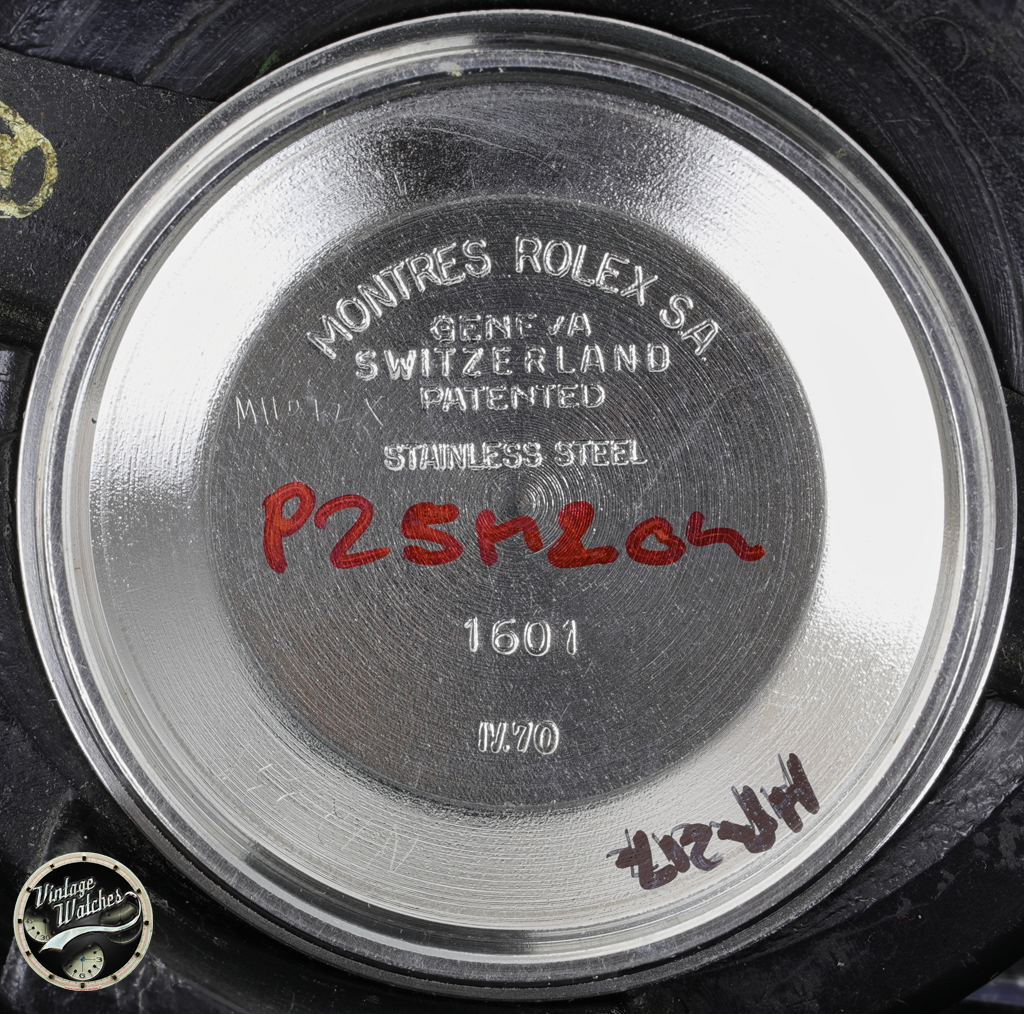 MONTRES ROLEX S.A.
GENEVA
SWITZERLAND
PATENTED
STAINLESS STEEL
1601
IV.70
Vintage
Watches